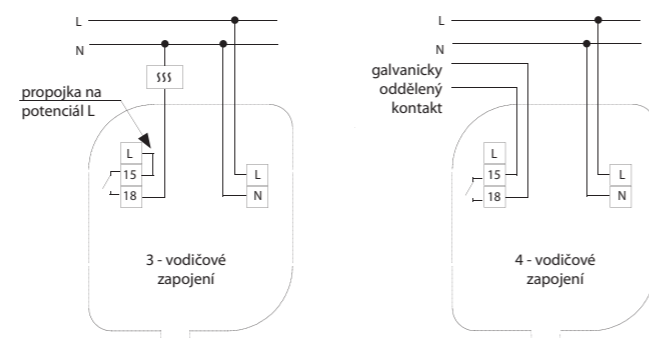 L
N
§§§
propojka na
potenciál L
L
15
18
L
N
3 - vodičové
zapojení
L
N
galvanicky
oddělený
kontakt
L
15
18
L
N
4 - vodičové
zapojení